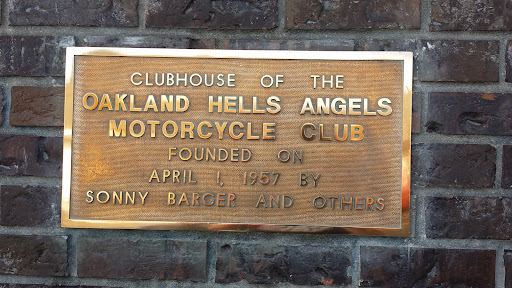 CLUBHOUSE OF THE
OAKLAND HELLS ANGELS
MOTORCYCLE CLUB
FOUNDED ON
APRIL 1, 1957 BY
SONNY BARGER AND OTHERS